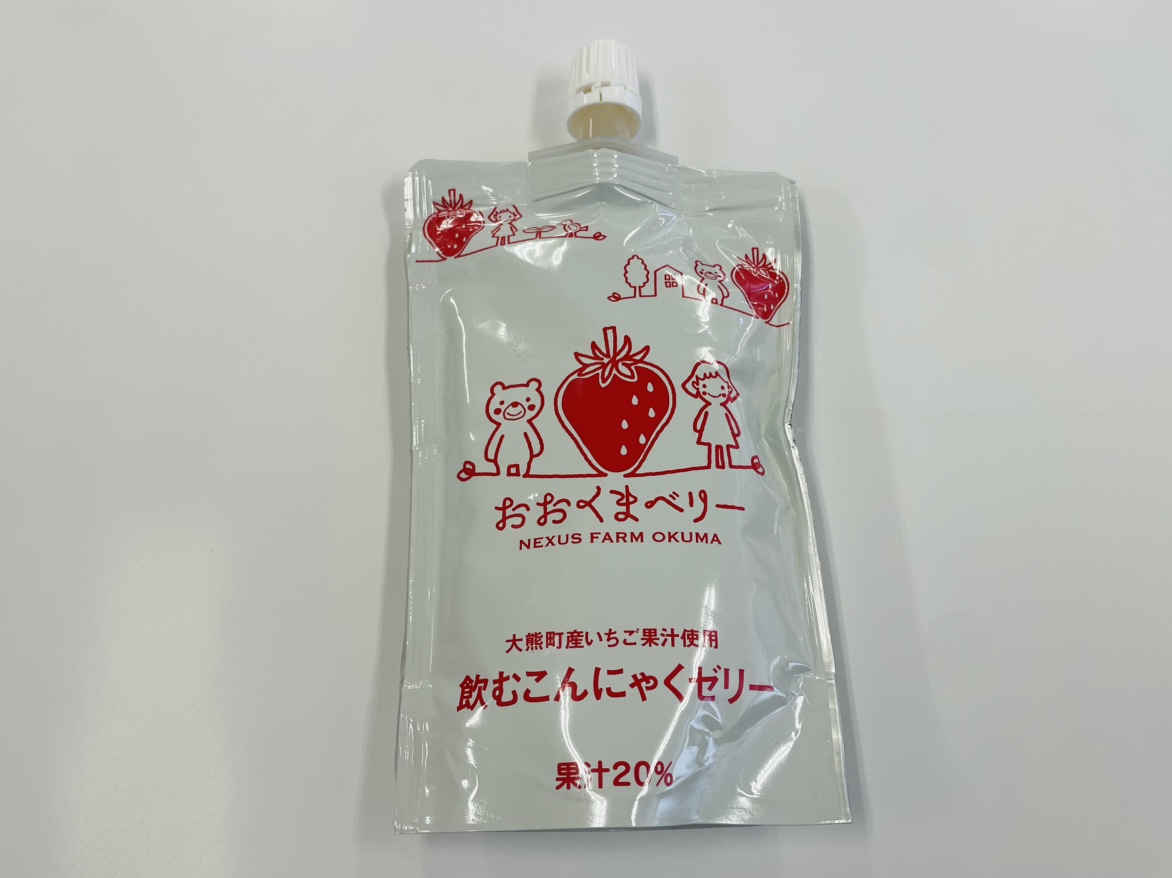 おおくまベリー
NEXUS FARM OKUMA
大熊町産いちご果汁使用
飲むこんにゃくゼリー
果汁20%